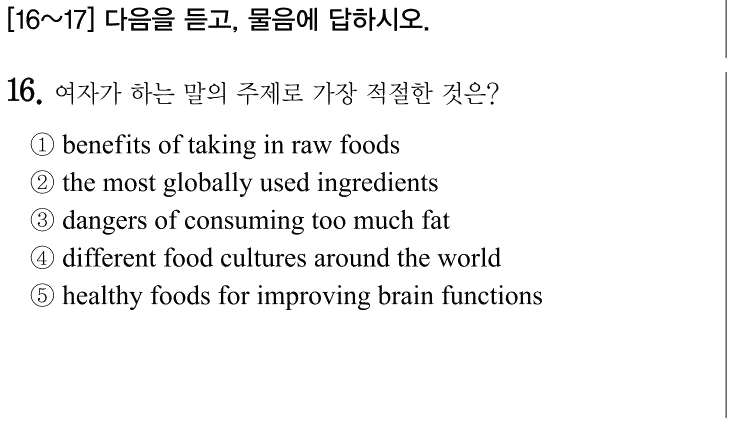 [16~17] 다음을 듣고, 물음에 답하시오.
16. 여자가 하는 말의 주제로 가장 적절한 것은?
① benefits of taking in raw foods
② the most globally used ingredients
③ dangers of consuming too much fat
④ different food cultures around the world
⑤ healthy foods for improving brain functions